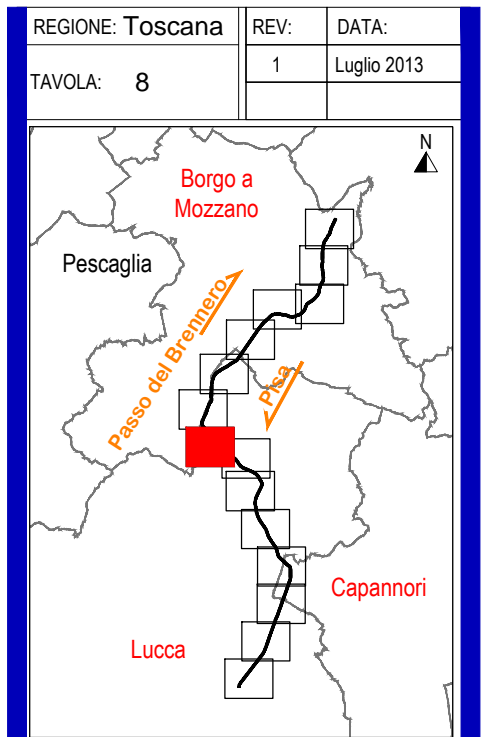 REGIONE: Toscana
REV:
DATA:
1
Luglio 2013
TAVOLA: 8
N
Borgo a
Mozzano
Pescaglia
Passo del Brennero
Pisa
Capannori
Lucca